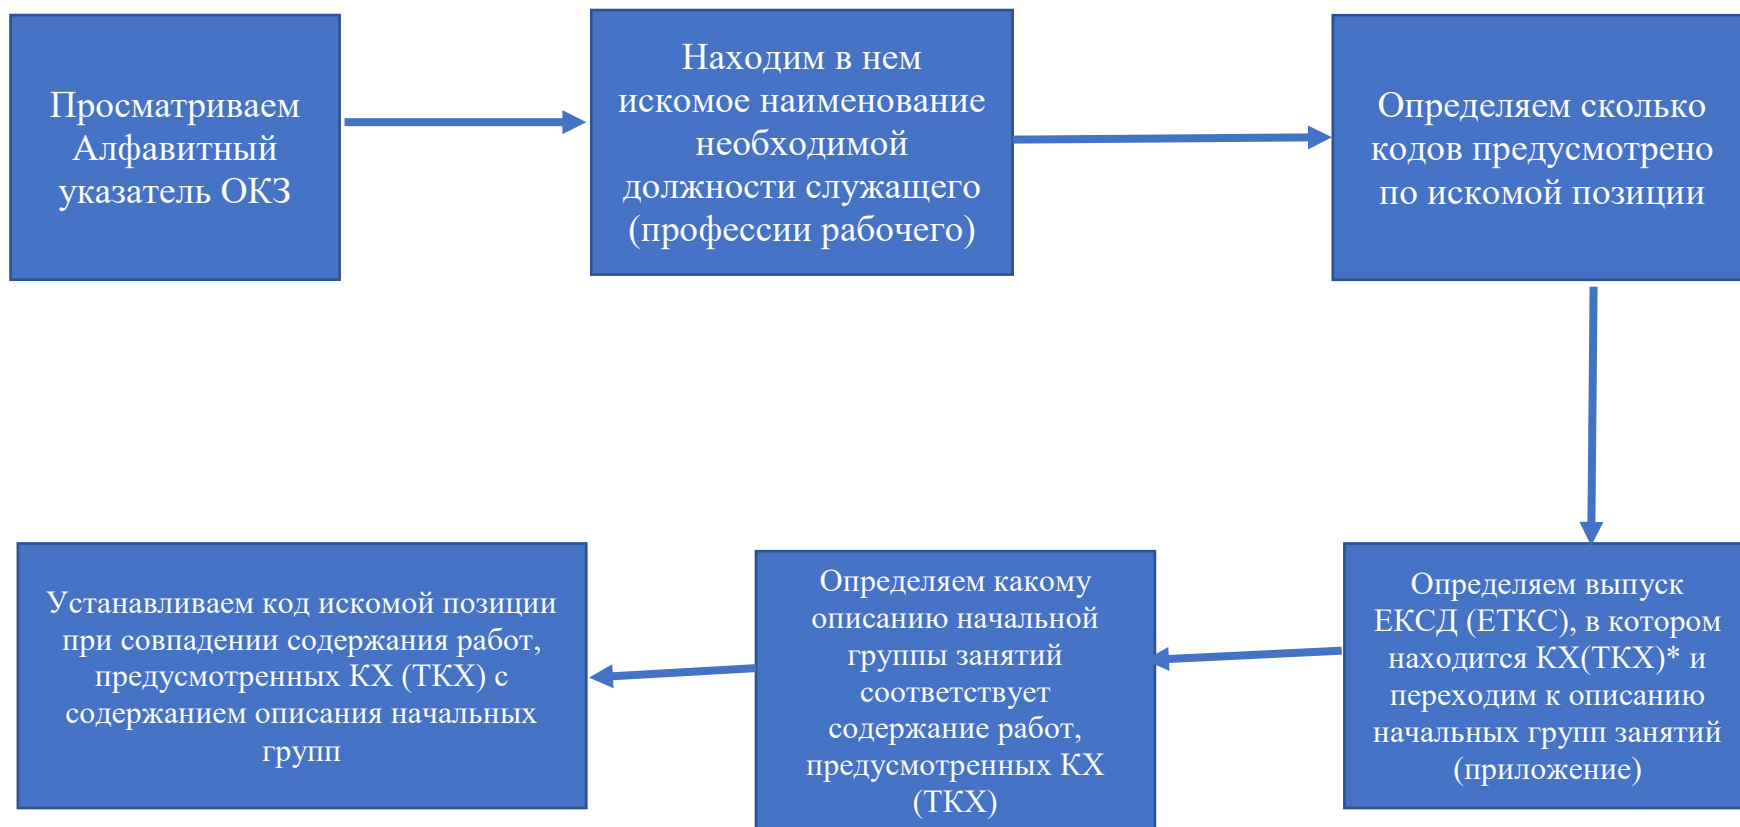 Просматриваем
Алфавитный
указатель ОКЗ
Находим в нем
искомое наименование
необходимой
должности служащего
(профессии рабочего)
Определяем сколько
кодов предусмотрено
по искомой позиции
Определяем выпуск
ЕКСД (ЕТКС), в котором
находится КХ(ТКХ)* и
переходим к описанию
начальных групп занятий
(приложение)
Определяем какому
описанию начальной
группы занятий
соответствует
содержание работ,
предусмотренных КХ
(ТКХ)
Устанавливаем код искомой позиции
при совпадении содержания работ,
предусмотренных КХ (ТКХ) с
содержанием описания начальных
групп